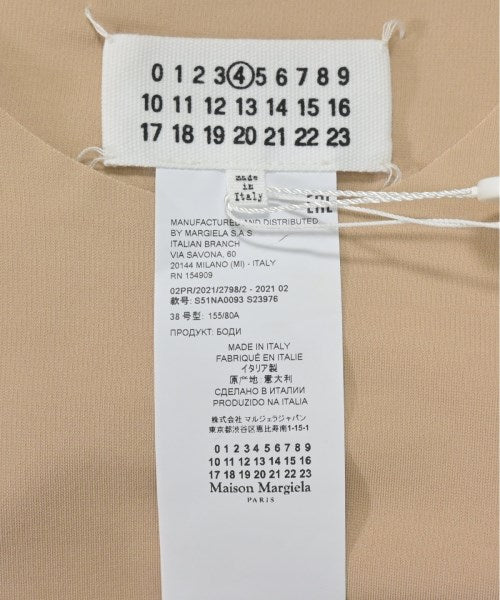 0 1 2 3 4 5 6 7 8 9
10 11 12 13 14 15 16
17 18 19 20 21 22 23
made
in
Italy
EAC
MANUFACTURED AND DISTRIBUTED
BY MARGIELA S.A.S
ITALIAN BRANCH
VIA SAVONA, 60
20144 MILANO (MI) - ITALY
RN 154909
02PR/2021/2798/2 - 2021 02
款号: S51NA0093 S23976
38 号型: 155/80A
ПРОДУКТ: БОДИ
MADE IN ITALY
FABRIQUÉ EN ITALIE
イタリア製
原产地: 意大利
СДЕЛАНО В ИТАЛИИ
PRODUZIDO NA ITALIA
株式会社 マルジェラジャパン
東京都渋谷区恵比寿南1-15-1
0 1 2 3 4 5 6 7 8 9
10 11 12 13 14 15 16
17 18 19 20 21 22 23
Maison Margiela
PARIS